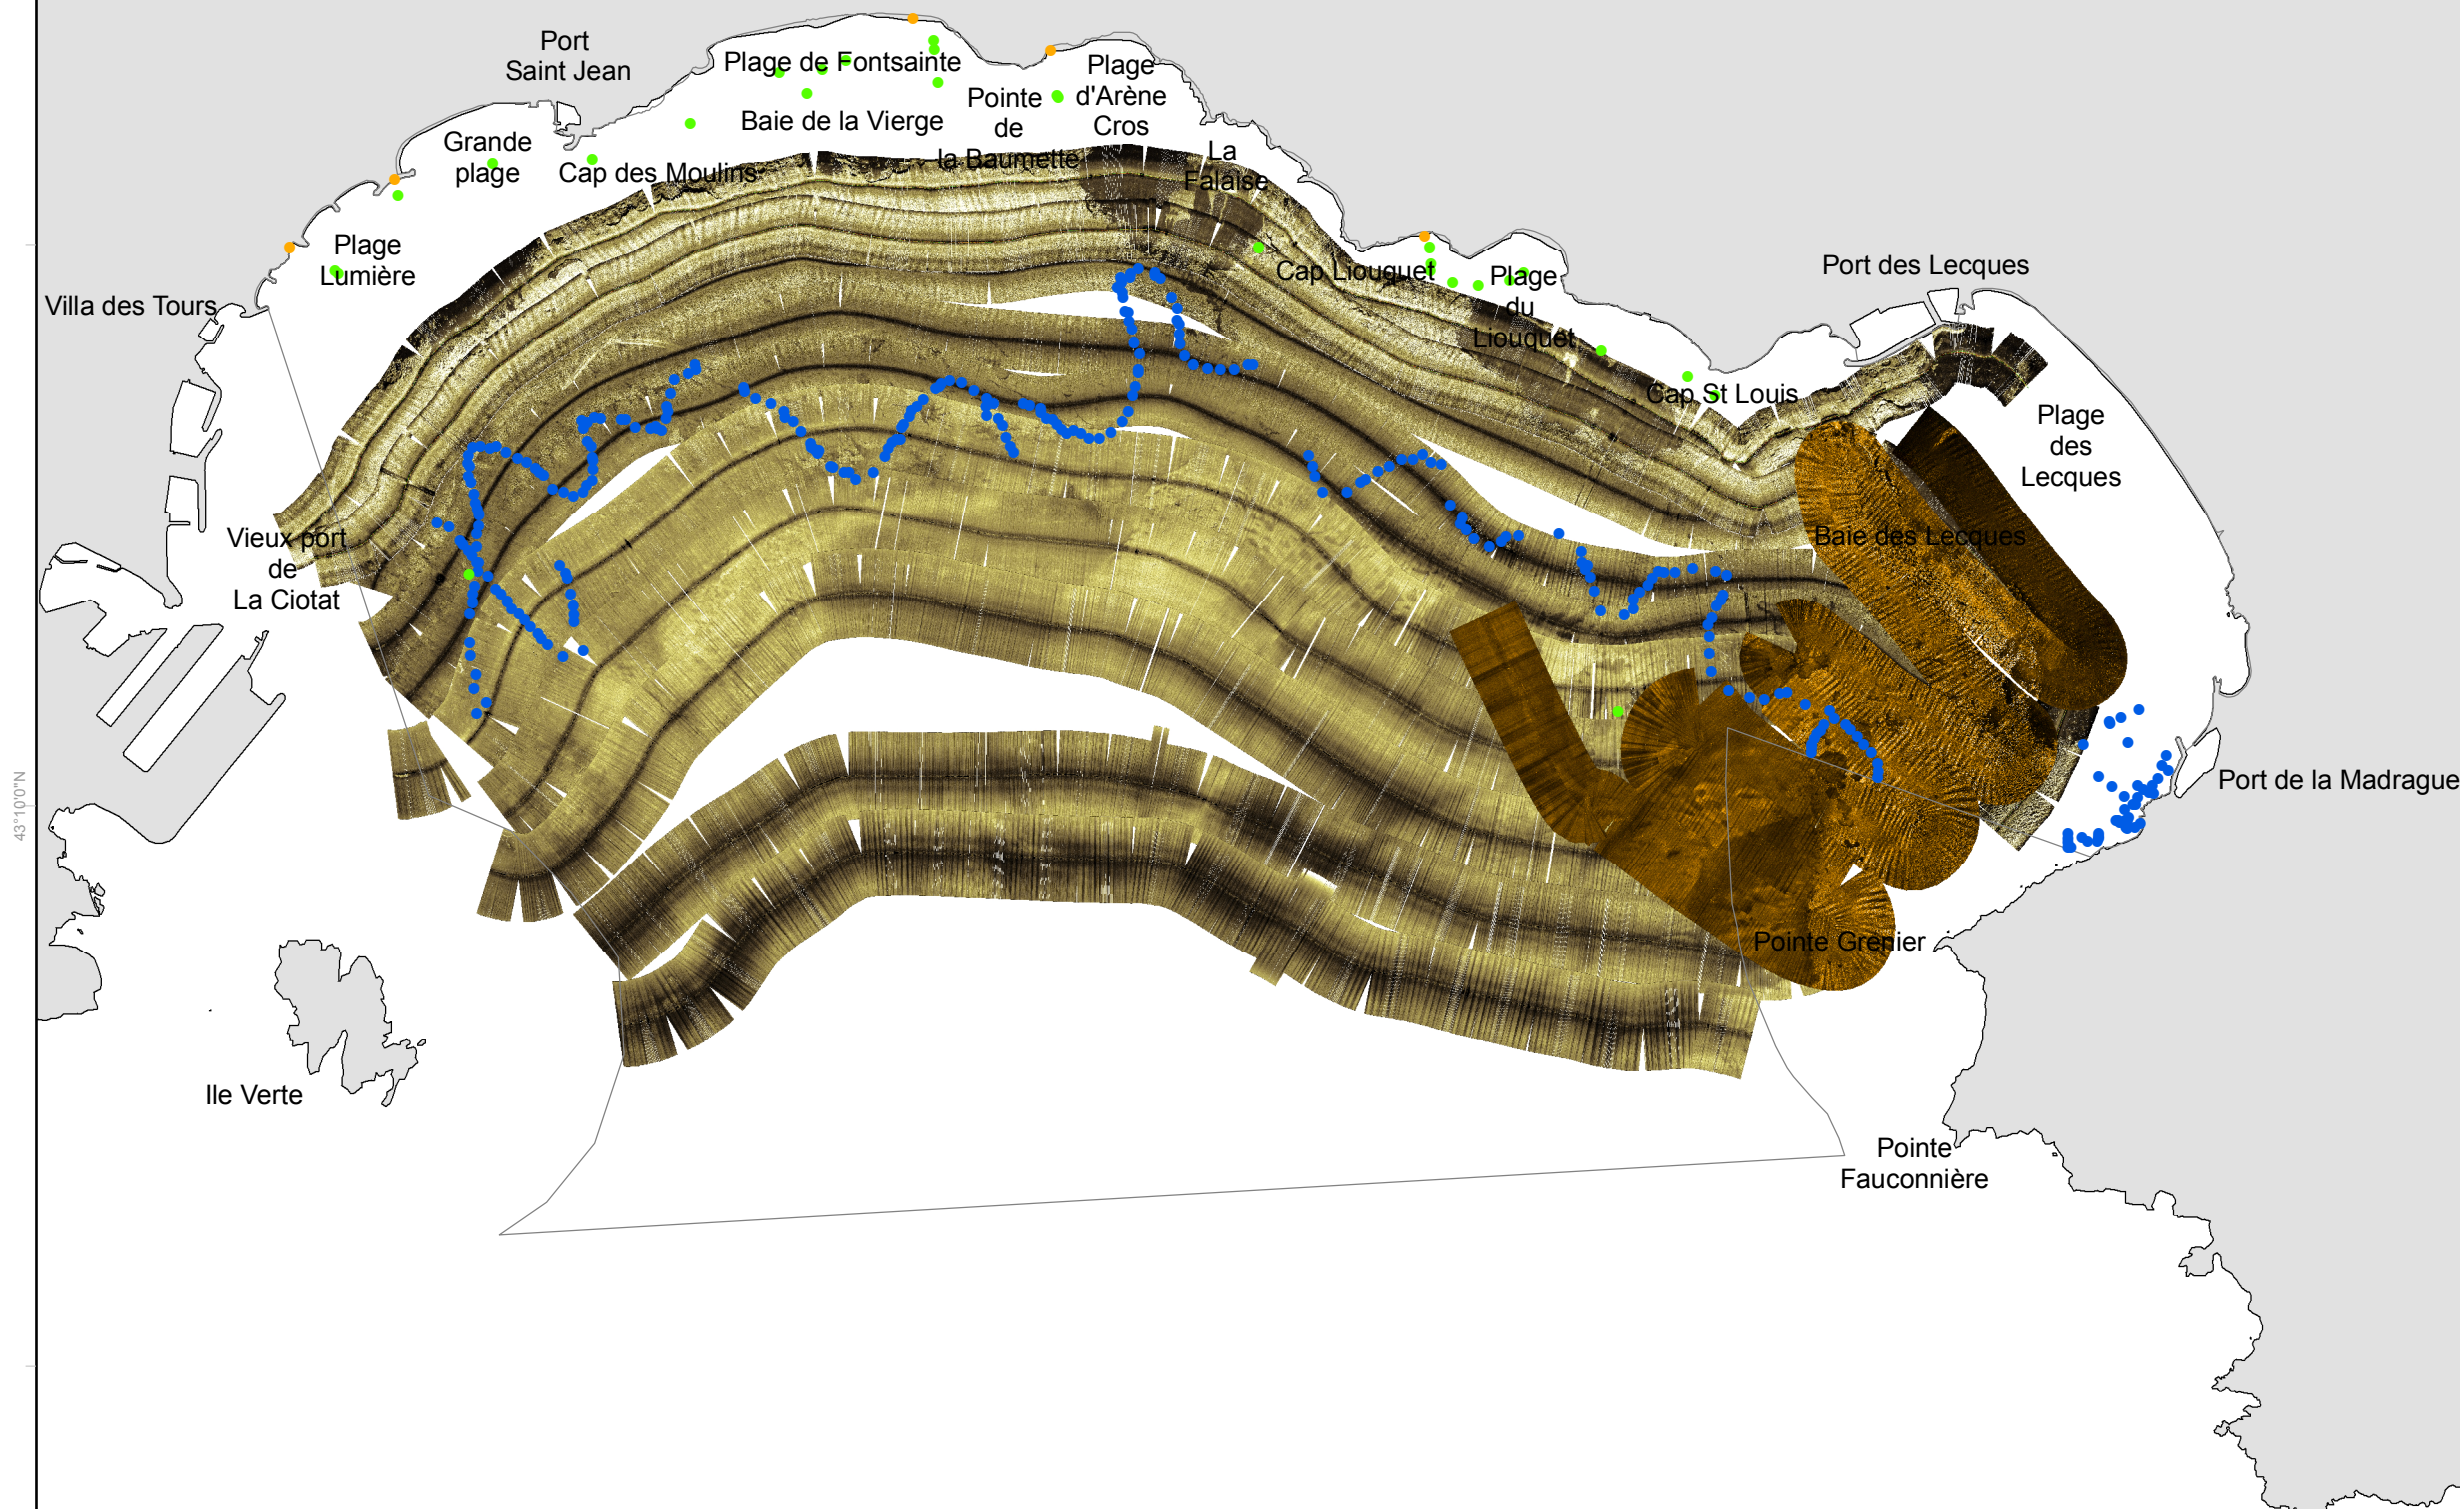 Port
Saint Jean
Plage de Fontsainte
Plage
d'Arène
Cros
Pointe
de
la Baumette
Baie de la Vierge
Grande
plage
Cap des Moulins
La
Falaise
Plage
Lumière
Villa des Tours
Cap Liouquet
Plage
du
Liouquet
Port des Lecques
Cap St Louis
Plage
des
Lecques
Vieux port
de
La Ciotat
Baie des Lecques
43°10'0"N
Port de la Madrague
Pointe Grenier
Ile Verte
Pointe
Fauconnière